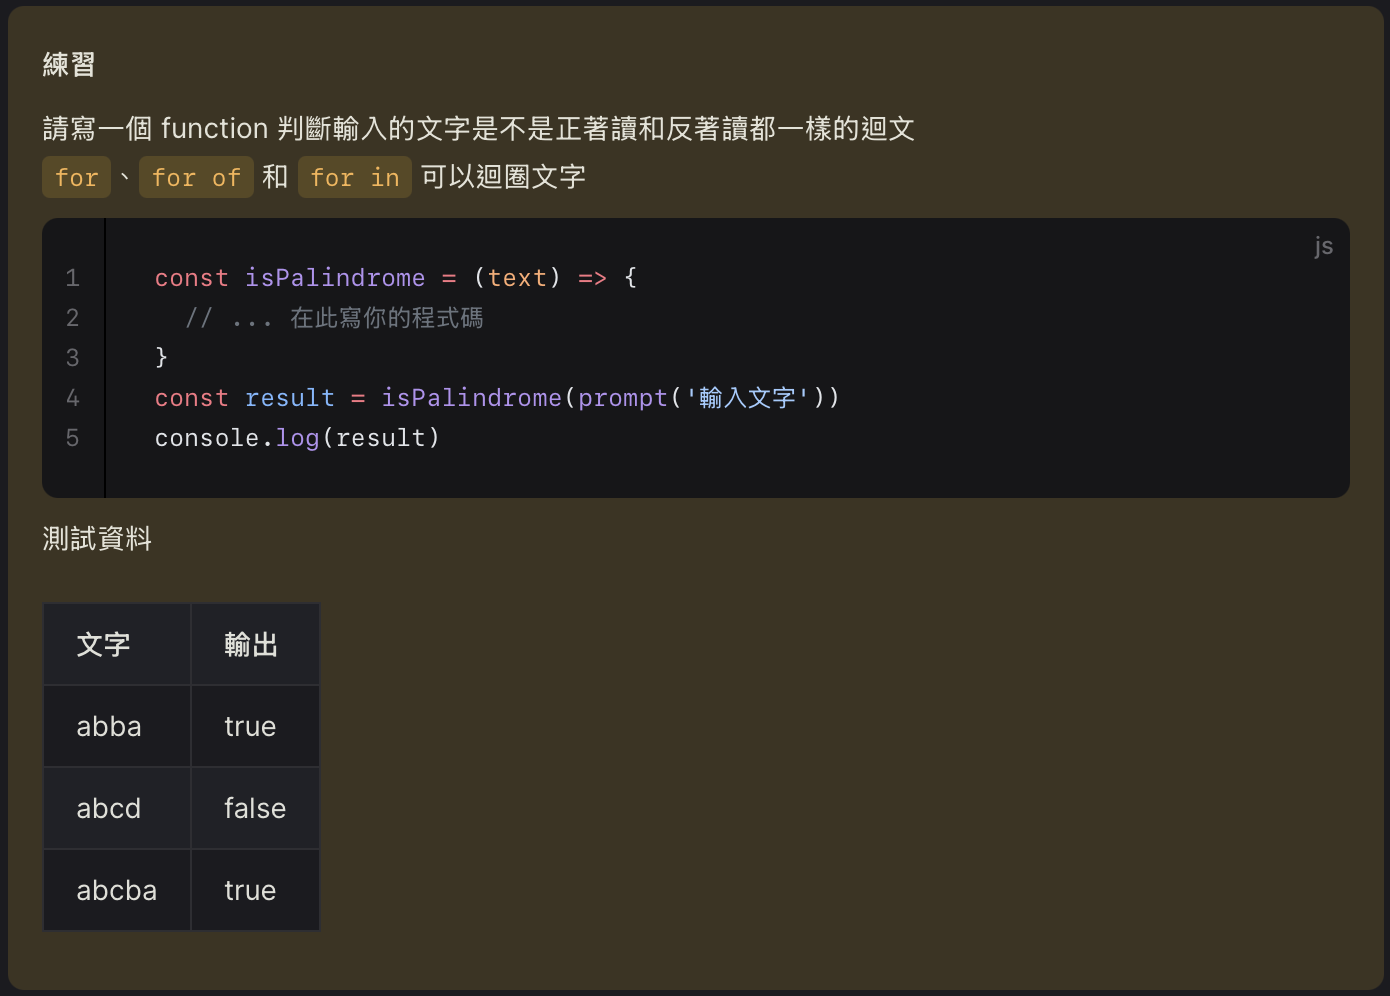 練習
請寫一個 function 判斷輸入的文字是不是正著讀和反著讀都一樣的迴文
for、for of 和 for in 可以迴圈文字
js
1 const isPalindrome = (text) => {
2 // ... 在此寫你的程式碼
3 }
4 const result = isPalindrome(prompt('輸入文字'))
5 console.log(result)
測試資料
文字 輸出
abba true
abcd false
abcba true